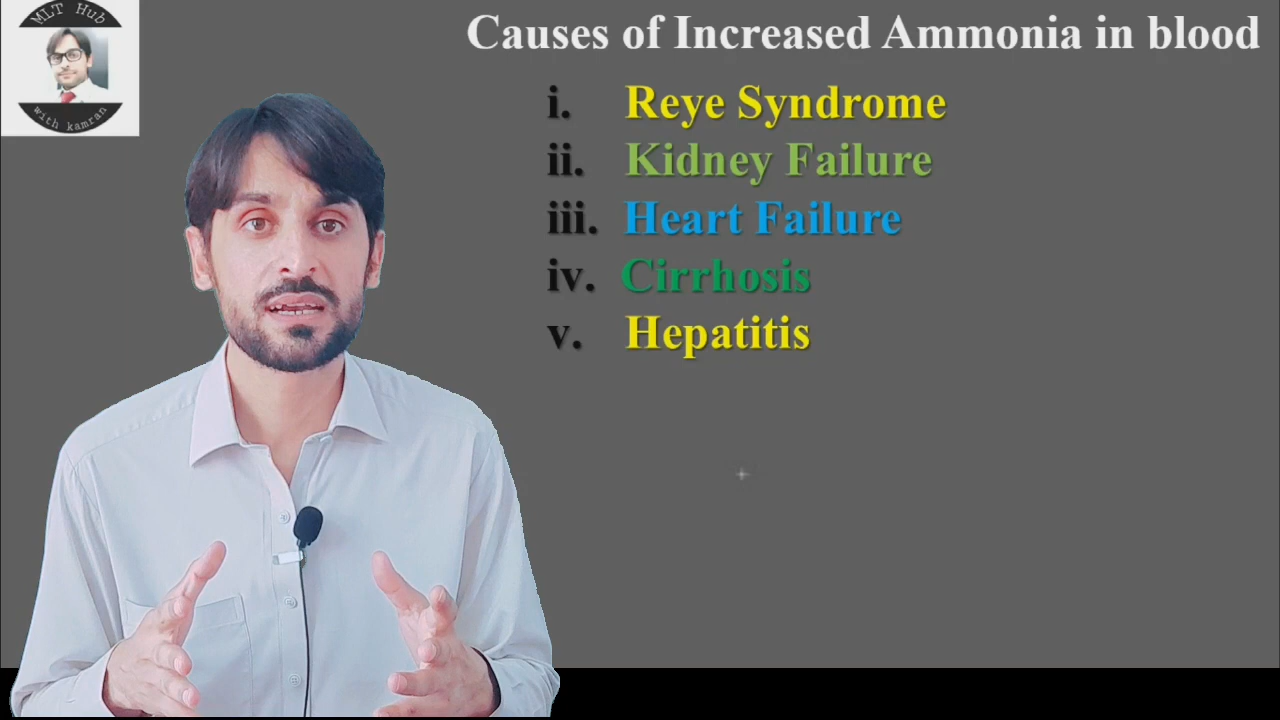 MLT Hub
with kamran
Causes of Increased Ammonia in blood
i. Reye Syndrome
ii. Kidney Failure
iii. Heart Failure
iv. Cirrhosis
v. Hepatitis